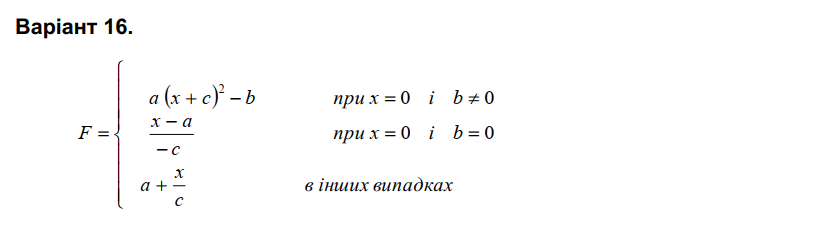 Варіант 16.
F = { a (x + c)² − b при x = 0 і b ≠ 0
(x − a) / (−c) при x = 0 і b = 0
a + x/c в інших випадках